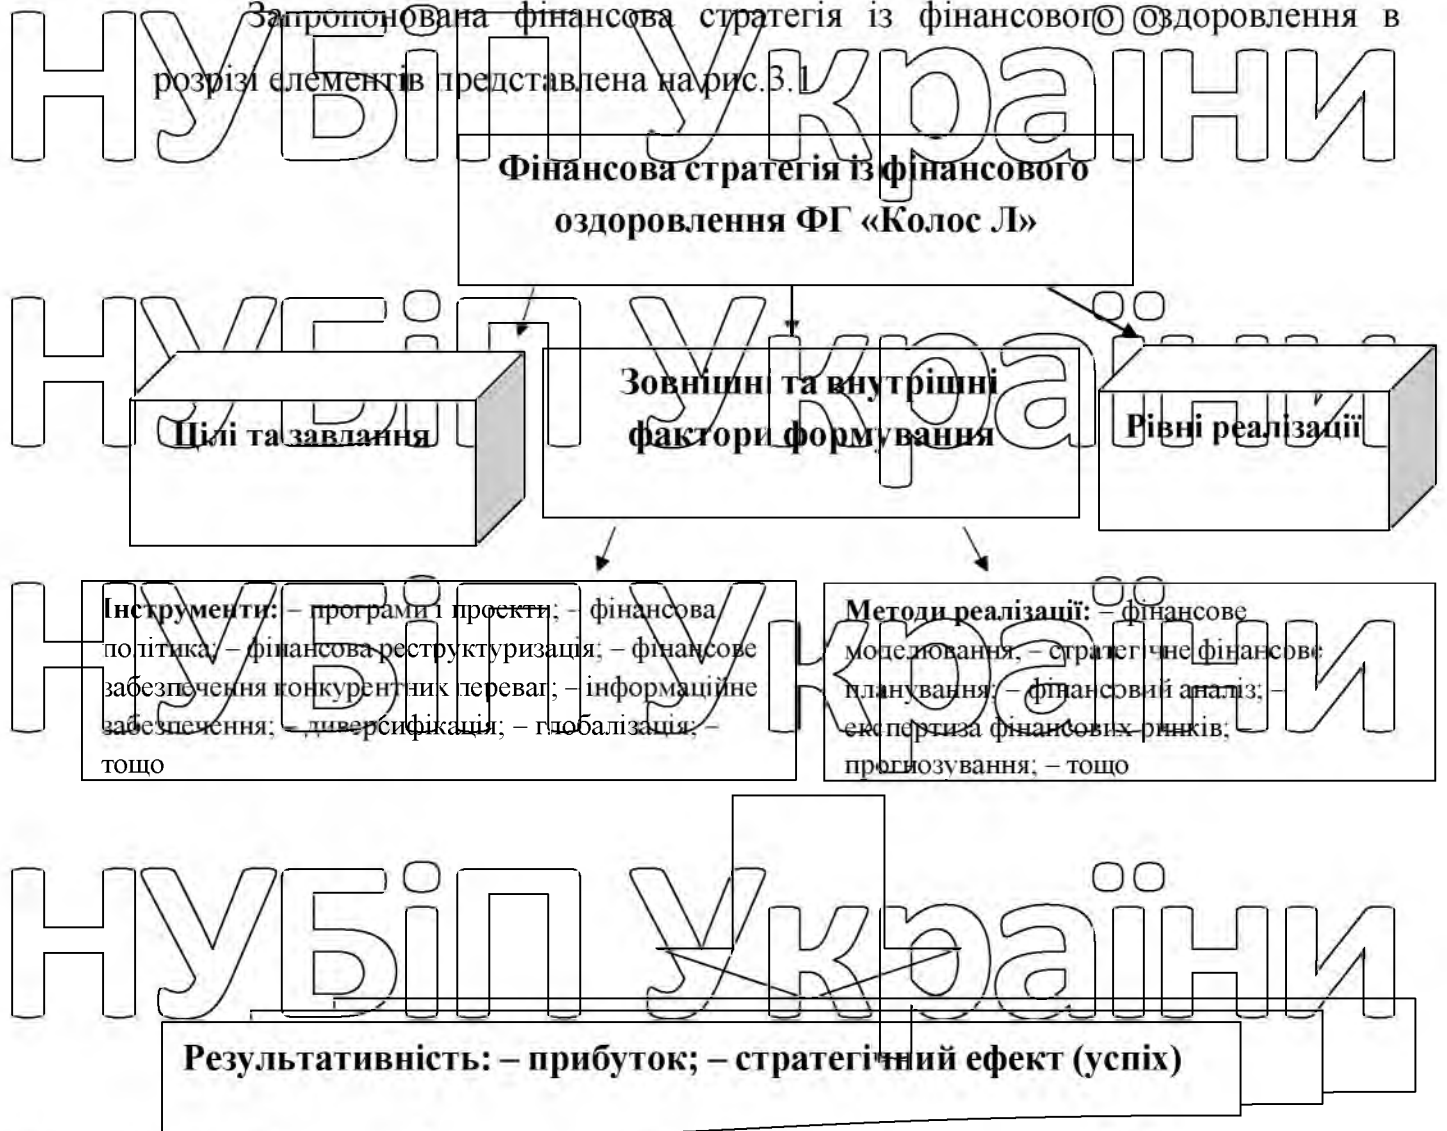 Запропонована фінансова стратегія із фінансового оздоровлення в
розрізі елементів представлена на рис.3.1
НУБіП України
Фінансова стратегія із фінансового
оздоровлення ФГ «Колос Л»
НУБіП України
Цілі та завдання
Зовнішні та внутрішні
фактори формування
Рівні реалізації
НУБіП України
Інструменти: – програми і проекти; – фінансова
політика; – фінансова реструктуризація; – фінансове
забезпечення конкурентних переваг; – інформаційне
забезпечення; – диверсифікація; – глобалізація; –
тощо
Методи реалізації: – фінансове
моделювання; – стратегічне фінансове
планування; – фінансовий аналіз; –
експертиза фінансових ринків;
прогнозування; – тощо
НУБіП України
Результативність: – прибуток; – стратегічний ефект (успіх)